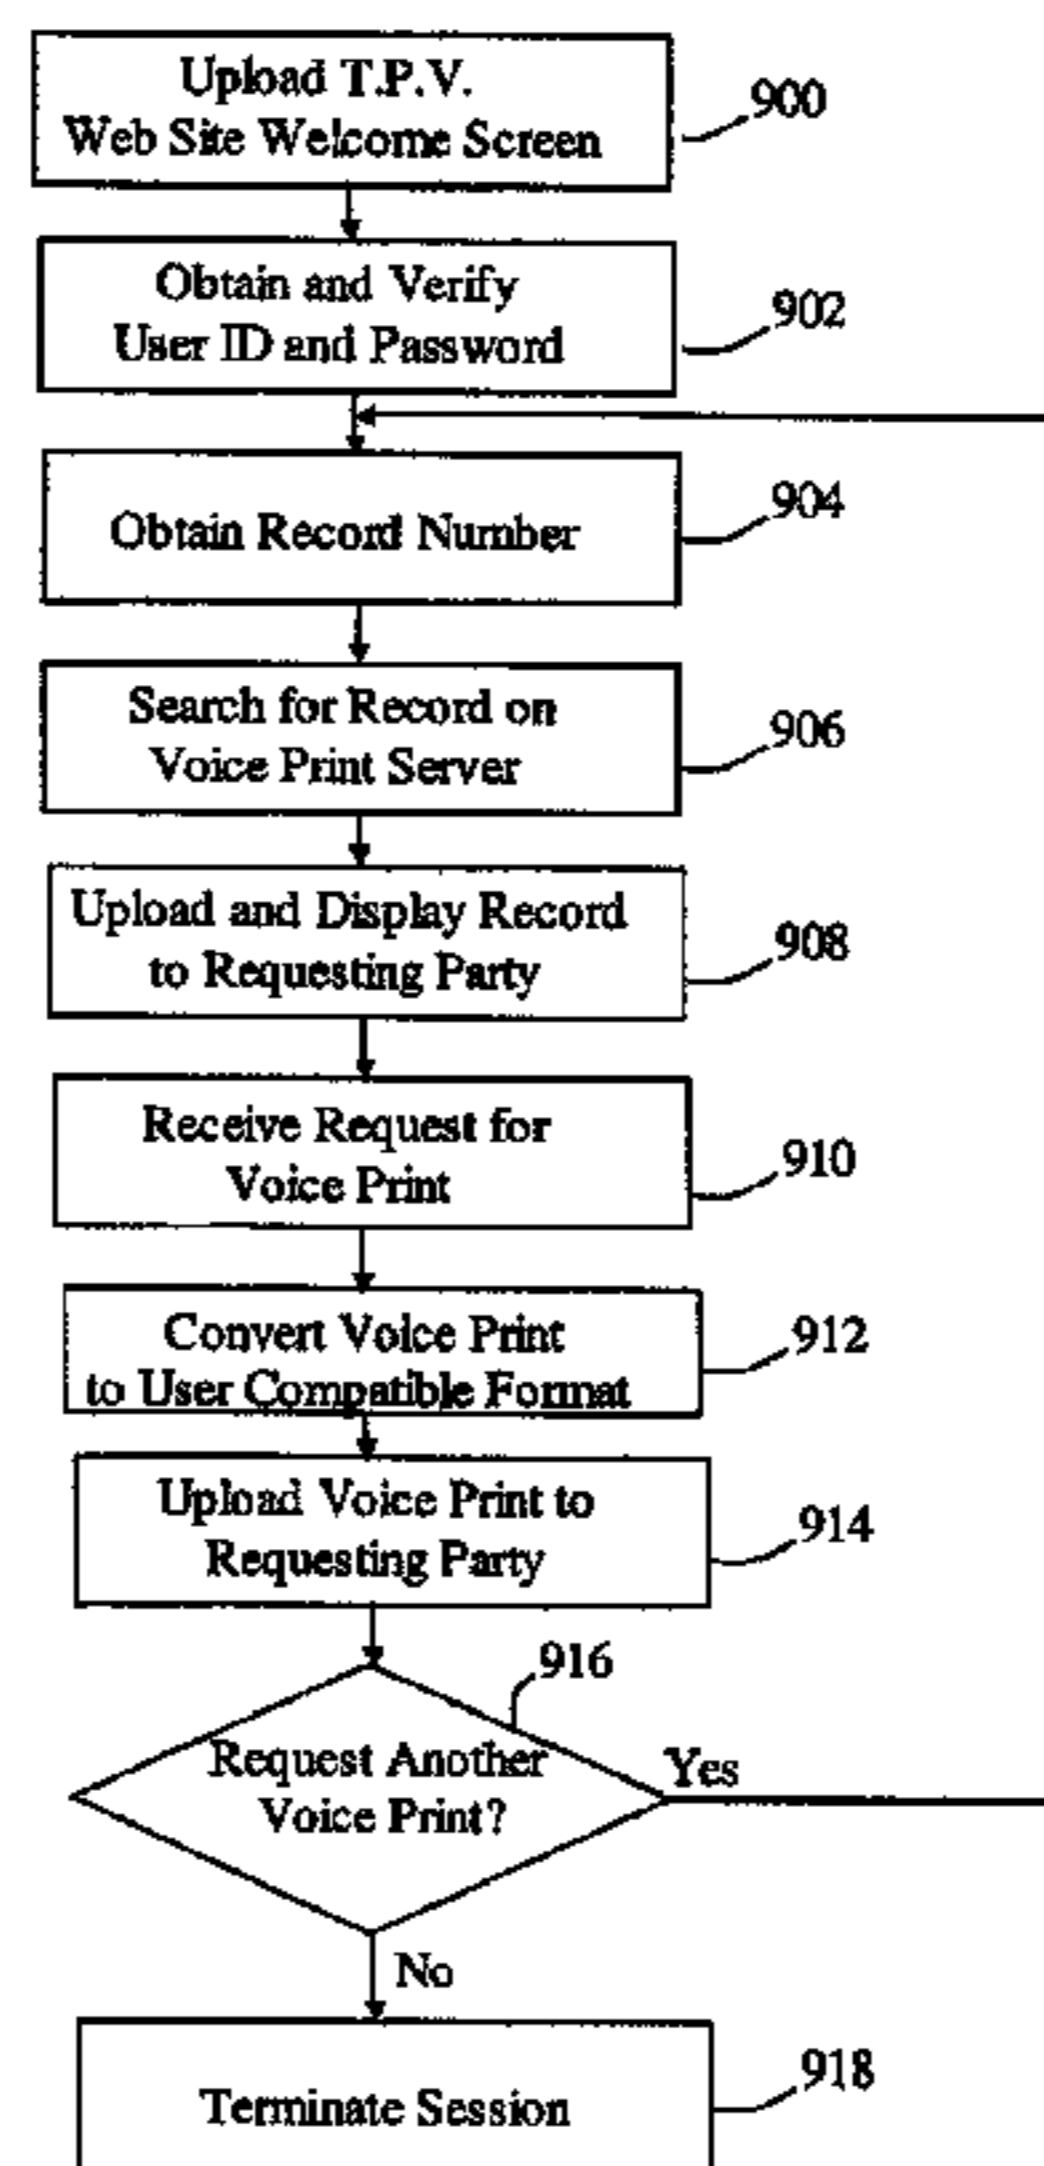 Upload T.P.V.
Web Site Welcome Screen
900
Obtain and Verify
User ID and Password
902
Obtain Record Number
904
Search for Record on
Voice Print Server
906
Upload and Display Record
to Requesting Party
908
Receive Request for
Voice Print
910
Convert Voice Print
to User Compatible Format
912
Upload Voice Print to
Requesting Party
914
916
Request Another
Voice Print?
Yes
No
Terminate Session
918